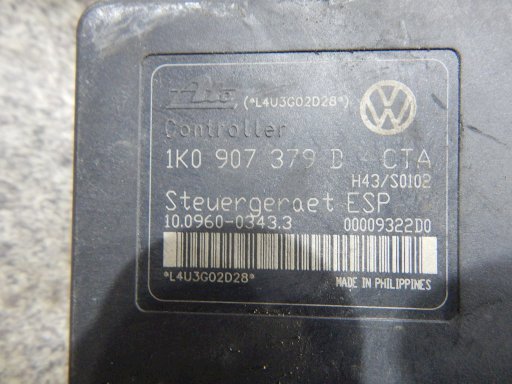 ATE (*L4U3G02D28*)
Controller
1K0 907 379 D CTA
H43/S0102
Steuergeraet ESP
10.0960-0343.3 00009322D0
*L4U3G02D28*
MADE IN PHILIPPINES